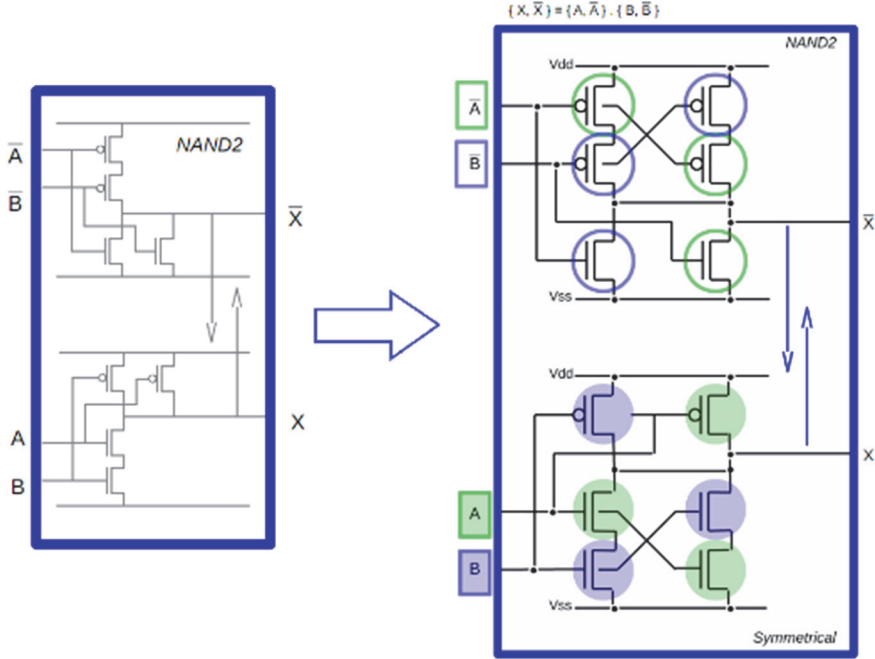 { X, X̅ } = { A, A̅ } . { B, B̅ }
NAND2
A̅
B̅
X̅
A
B
X
NAND2
Vdd
A̅
B̅
X̅
Vss
Vdd
X
A
B
Vss
Symmetrical